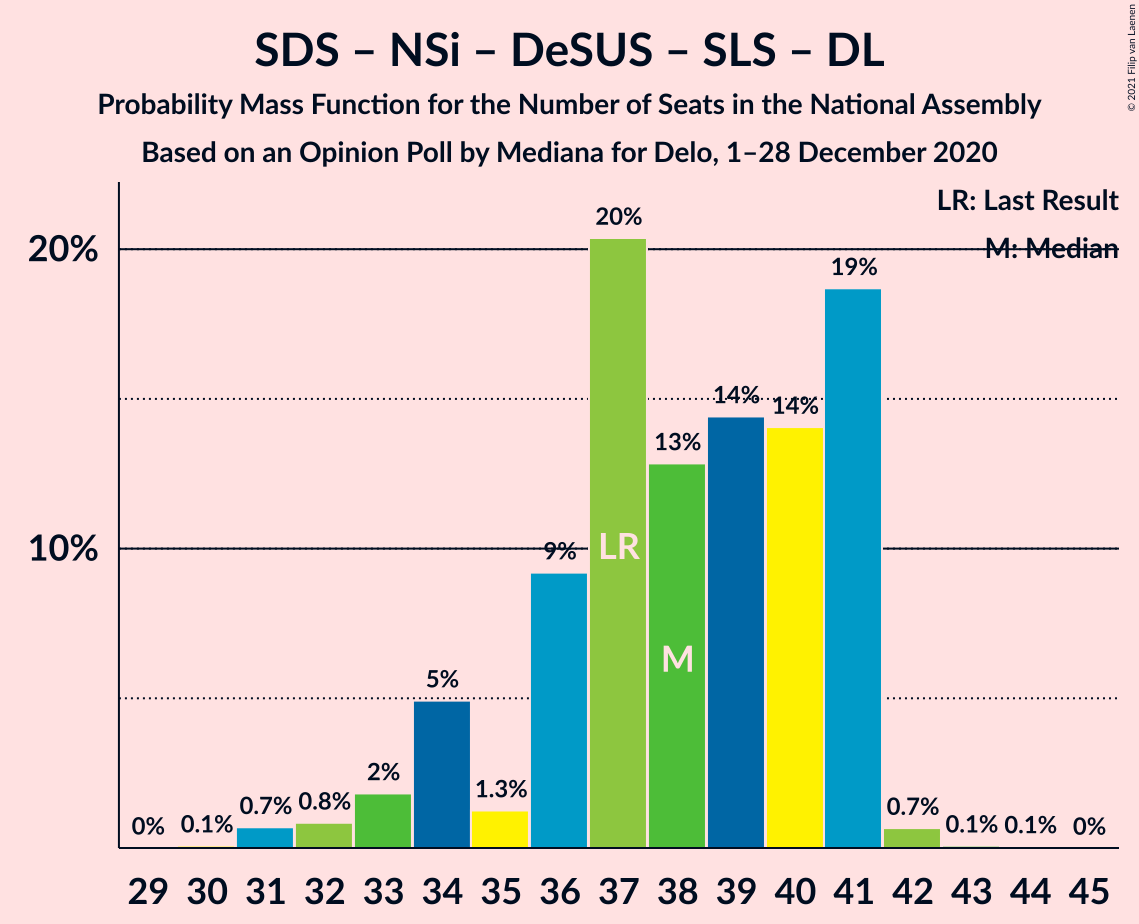 SDS – NSi – DeSUS – SLS – DL
Probability Mass Function for the Number of Seats in the National Assembly
Based on an Opinion Poll by Mediana for Delo, 1–28 December 2020
© 2021 Filip van Laenen
LR: Last Result
M: Median
20%
10%
0% 0.1% 0.7% 0.8% 2% 5% 1.3% 9% 20% 13% 14% 14% 19% 0.7% 0.1% 0.1% 0%
LR
M
29 30 31 32 33 34 35 36 37 38 39 40 41 42 43 44 45